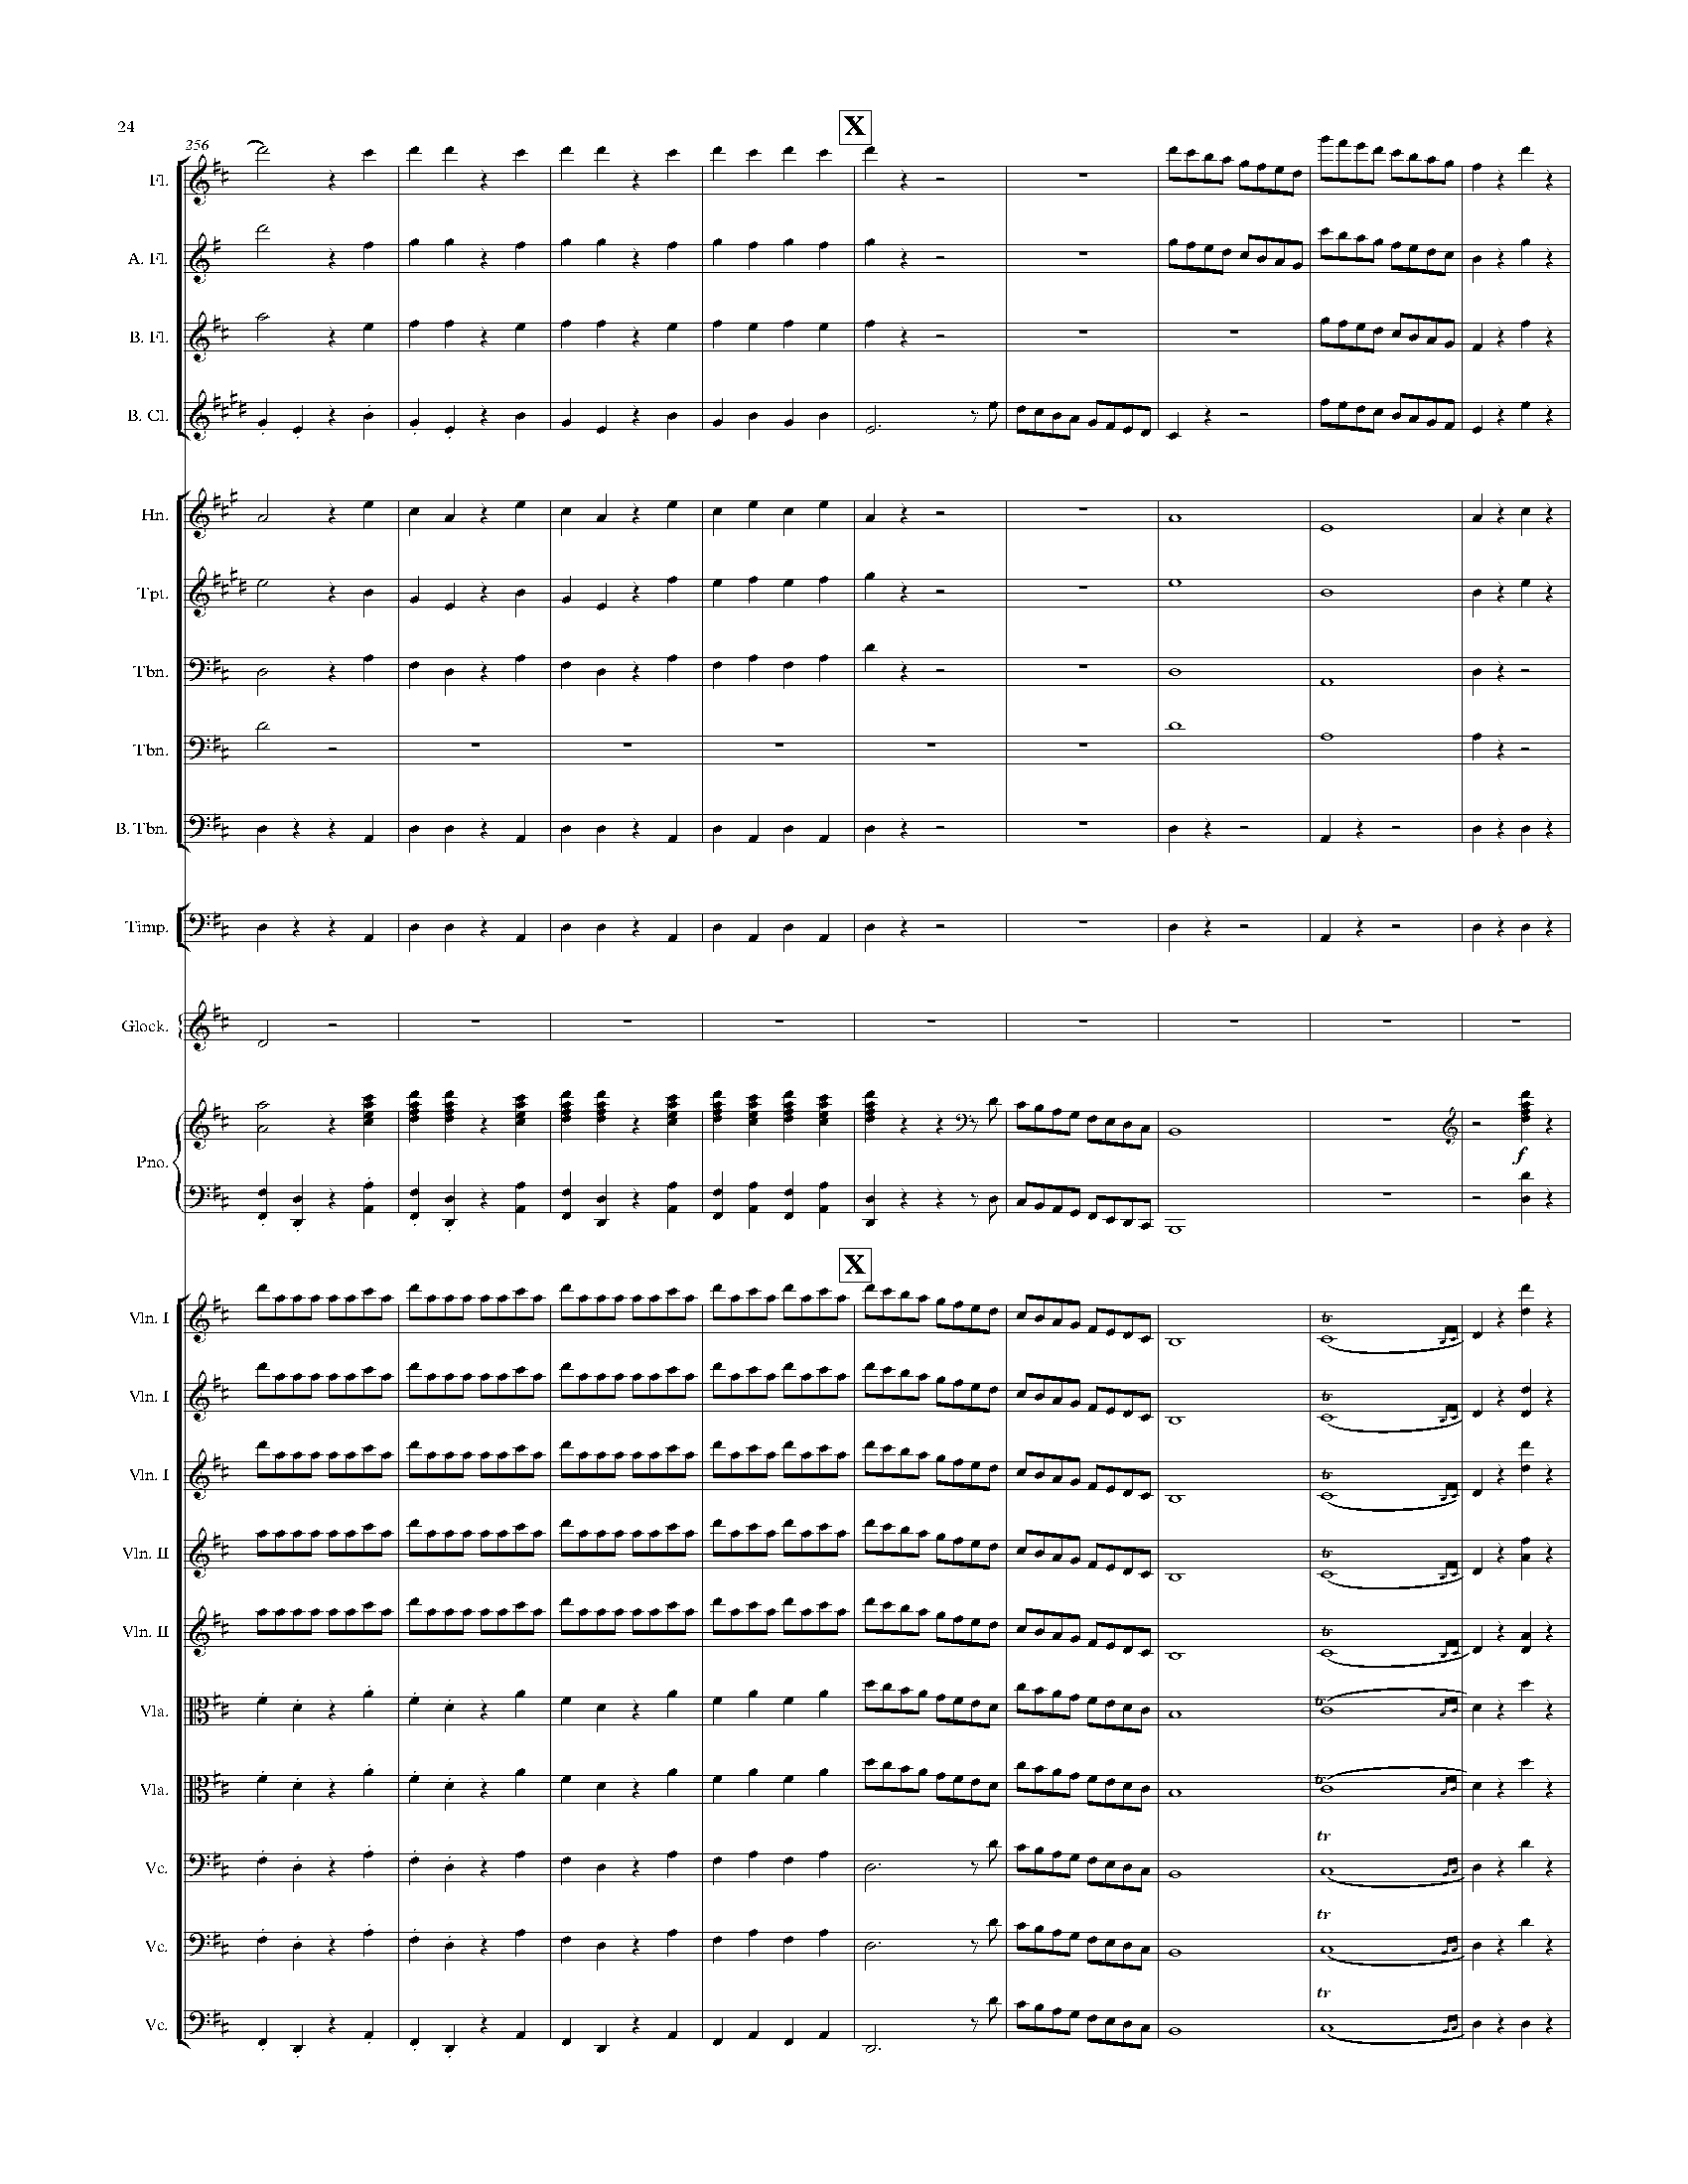 24
X
256
Fl.
A. Fl.
B. Fl.
B. Cl.
Hn.
Tpt.
Tbn.
Tbn.
B. Tbn.
Timp.
Glock.
Pno.
f
X
Vln. I
tr
Vln. I
tr
Vln. I
tr
Vln. II
tr
Vln. II
tr
Vla.
tr
Vla.
tr
Vc.
tr
Vc.
tr
Vc.
tr